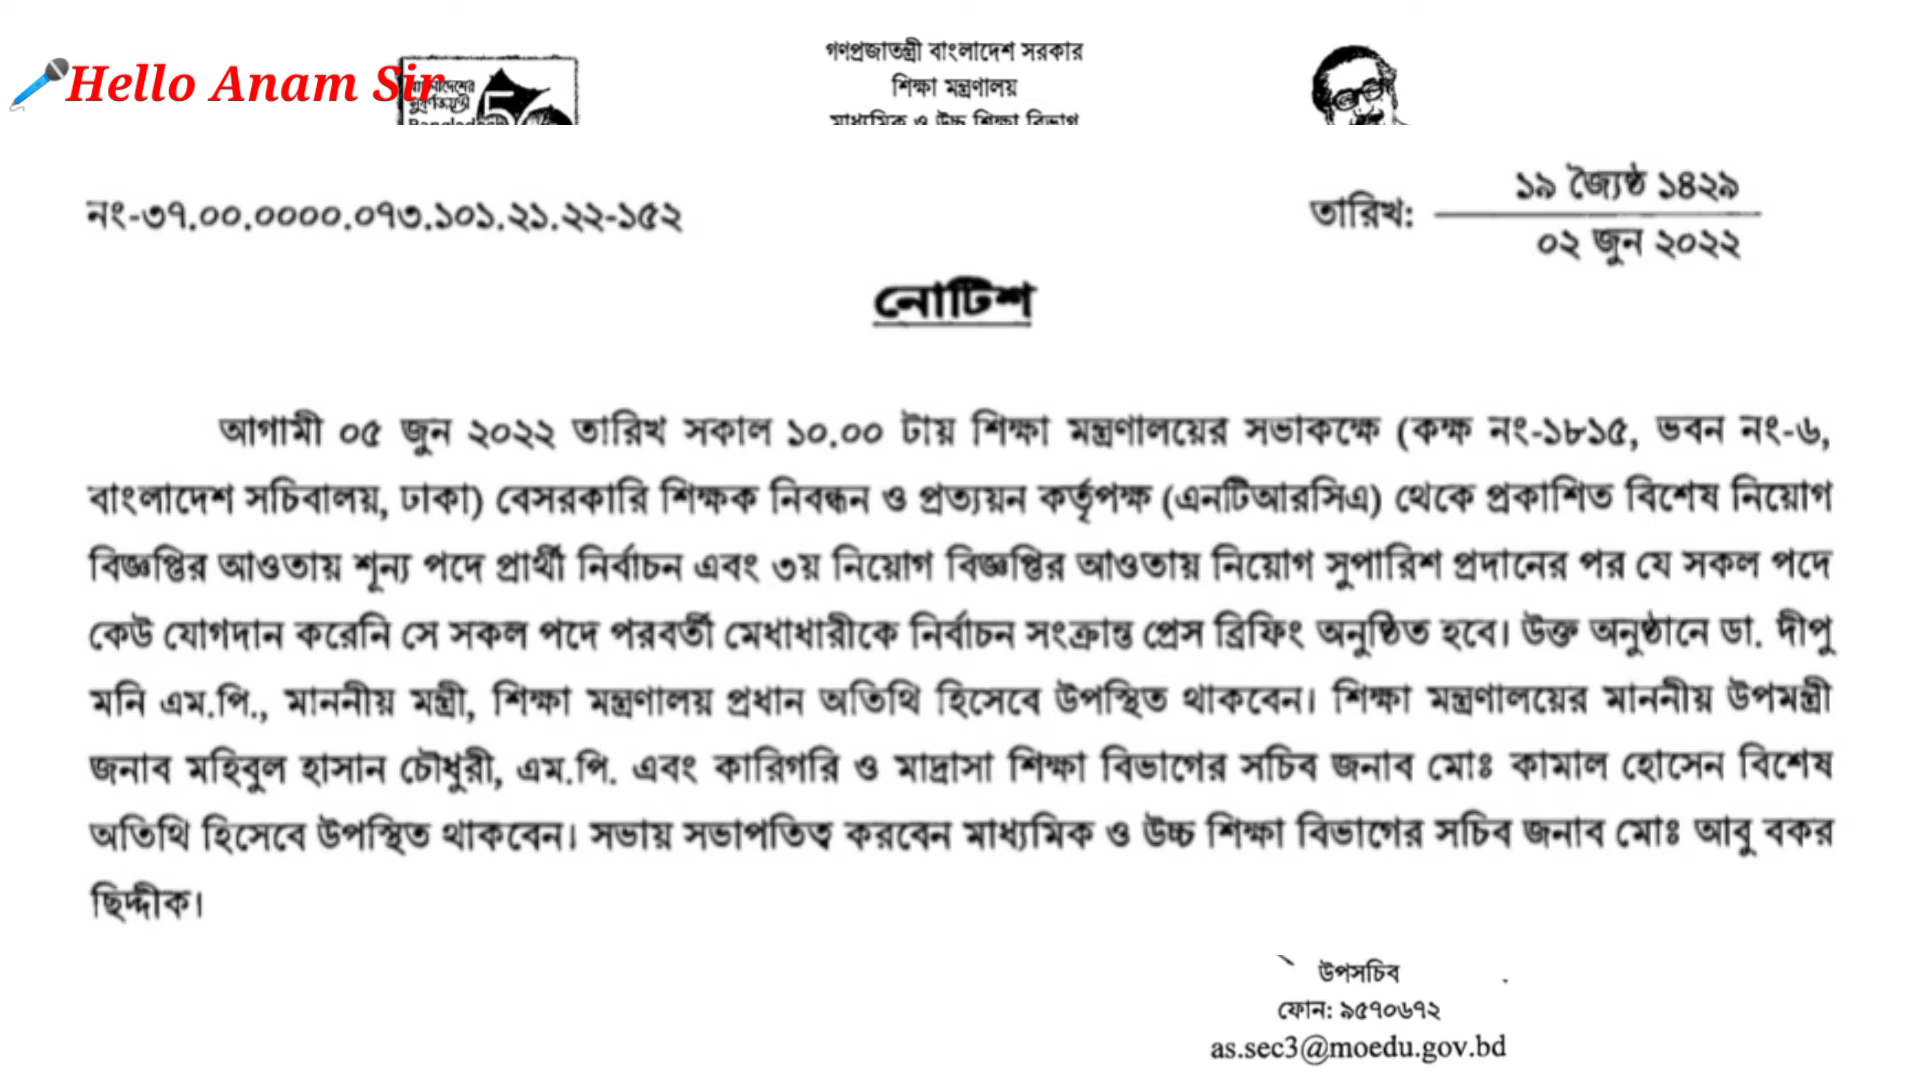 🎤Hello Anam Sir
গণপ্রজাতন্ত্রী বাংলাদেশ সরকার
শিক্ষা মন্ত্রণালয়
মাধ্যমিক ও উচ্চ শিক্ষা বিভাগ
নং-৩৭.০০.০০০০.০৭৩.১০১.২১.২২-১৫২
তারিখ:
১৯ জ্যৈষ্ঠ ১৪২৯
০২ জুন ২০২২
নোটিশ
আগামী ০৫ জুন ২০২২ তারিখ সকাল ১০.০০ টায় শিক্ষা মন্ত্রণালয়ের সভাকক্ষে (কক্ষ নং-১৮১৫, ভবন নং-৬,
বাংলাদেশ সচিবালয়, ঢাকা) বেসরকারি শিক্ষক নিবন্ধন ও প্রত্যয়ন কর্তৃপক্ষ (এনটিআরসিএ) থেকে প্রকাশিত বিশেষ নিয়োগ
বিজ্ঞপ্তির আওতায় শূন্য পদে প্রার্থী নির্বাচন এবং ৩য় নিয়োগ বিজ্ঞপ্তির আওতায় নিয়োগ সুপারিশ প্রদানের পর যে সকল পদে
কেউ যোগদান করেনি সে সকল পদে পরবর্তী মেধাধারীকে নির্বাচন সংক্রান্ত প্রেস ব্রিফিং অনুষ্ঠিত হবে। উক্ত অনুষ্ঠানে ডা. দীপু
মনি এম.পি., মাননীয় মন্ত্রী, শিক্ষা মন্ত্রণালয় প্রধান অতিথি হিসেবে উপস্থিত থাকবেন। শিক্ষা মন্ত্রণালয়ের মাননীয় উপমন্ত্রী
জনাব মহিবুল হাসান চৌধুরী, এম.পি. এবং কারিগরি ও মাদ্রাসা শিক্ষা বিভাগের সচিব জনাব মোঃ কামাল হোসেন বিশেষ
অতিথি হিসেবে উপস্থিত থাকবেন। সভায় সভাপতিত্ব করবেন মাধ্যমিক ও উচ্চ শিক্ষা বিভাগের সচিব জনাব মোঃ আবু বকর
ছিদ্দীক।
উপসচিব
ফোন: ৯৫৭০৬৭২
as.sec3@moedu.gov.bd